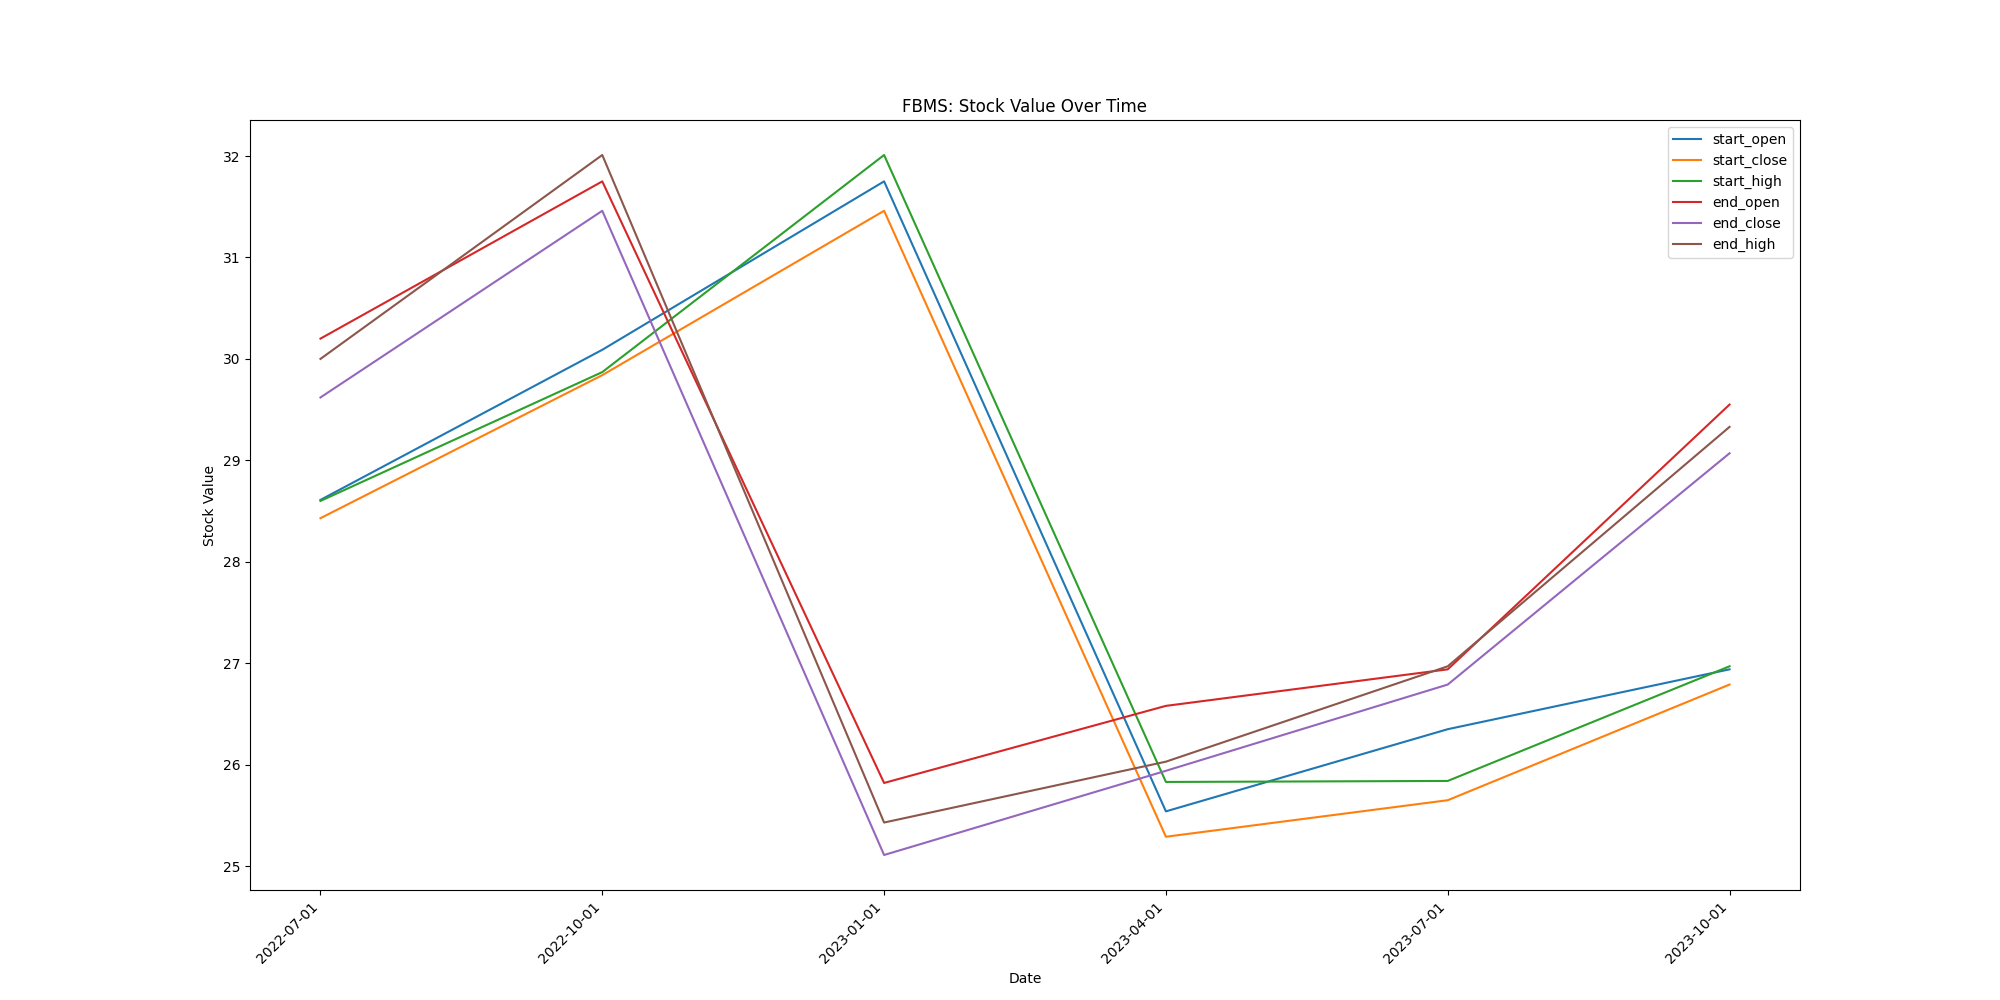 FBMS: Stock Value Over Time
start_open
start_close
start_high
end_open
end_close
end_high
Stock Value
32
31
30
29
28
27
26
25
2022-07-01
2022-10-01
2023-01-01
2023-04-01
2023-07-01
2023-10-01
Date